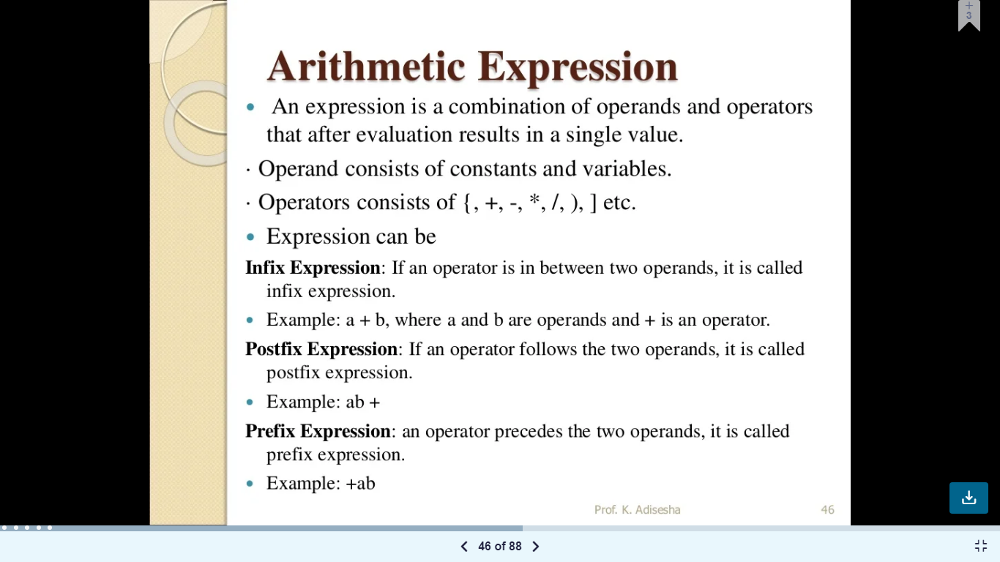 +
3
Arithmetic Expression
• An expression is a combination of operands and operators
that after evaluation results in a single value.
· Operand consists of constants and variables.
· Operators consists of {, +, -, *, /, ), ] etc.
• Expression can be
Infix Expression: If an operator is in between two operands, it is called
infix expression.
• Example: a + b, where a and b are operands and + is an operator.
Postfix Expression: If an operator follows the two operands, it is called
postfix expression.
• Example: ab +
Prefix Expression: an operator precedes the two operands, it is called
prefix expression.
• Example: +ab
Prof. K. Adisesha 46
46 of 88